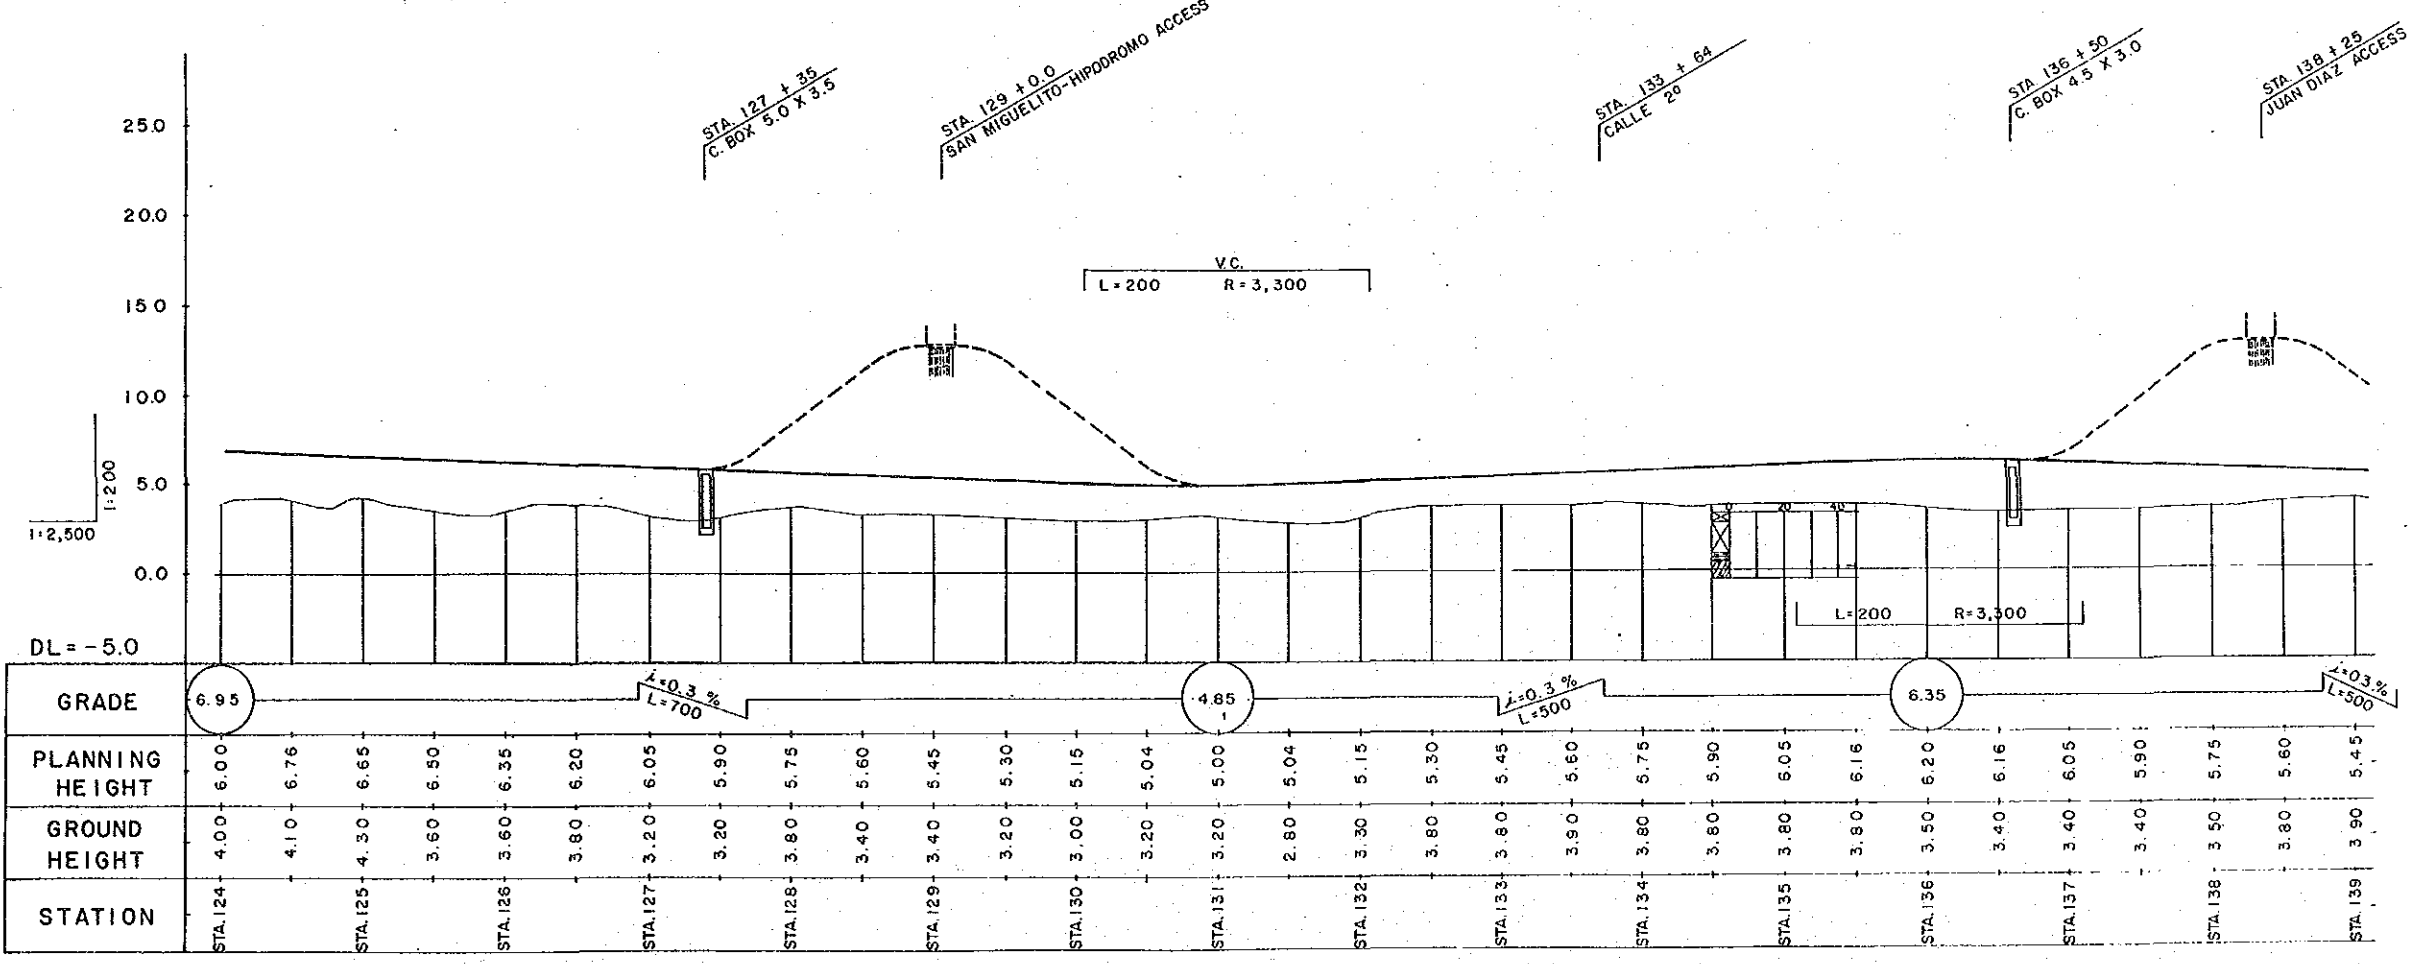 STA. 127 + 35
C. BOX 5.0 X 3.5
STA. 129 + 0.0
SAN MIGUELITO-HIPODROMO ACCESS
STA. 133 + 64
CALLE 2º
STA 136 + 50
C. BOX 4.5 X 3.0
STA. 138 + 25
JUAN DIAZ ACCESS
25.0
20.0
15.0
10.0
5.0
0.0
DL = -5.0
1:200
1:2,500
V.C.
L=200 R=3,300
0 20 40
L=200 R=3,300
GRADE 6.95 i=0.3 % L=700 4.85 i=0.3 % L=500 6.35 i=0.3 % L=500
PLANNING HEIGHT 6.00 6.76 6.65 6.50 6.35 6.20 6.05 5.90 5.75 5.60 5.45 5.30 5.15 5.04 5.00 5.04 5.15 5.30 5.45 5.60 5.75 5.90 6.05 6.16 6.20 6.16 6.05 5.90 5.75 5.60 5.45
GROUND HEIGHT 4.00 4.10 4.30 3.60 3.60 3.80 3.20 3.20 3.80 3.40 3.40 3.20 3.00 3.20 3.20 2.80 3.30 3.80 3.80 3.90 3.80 3.80 3.80 3.80 3.50 3.40 3.40 3.40 3 50 3.80 3 90
STATION STA.124 STA.125 STA.126 STA.127 STA.128 STA.129 STA.130 STA.131 STA.132 STA.133 STA.134 STA.135 STA.136 STA.137 STA.138 STA.139